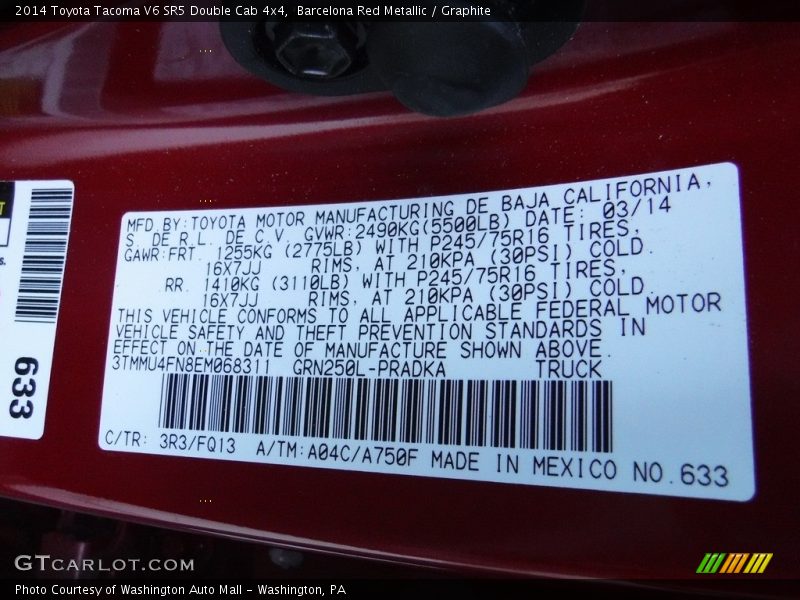 2014 Toyota Tacoma V6 SR5 Double Cab 4x4, Barcelona Red Metallic / Graphite
MFD.BY:TOYOTA MOTOR MANUFACTURING DE BAJA CALIFORNIA,
S. DE R.L. DE C.V. GVWR:2490KG(5500LB) DATE: 03/14
GAWR:FRT. 1255KG (2775LB) WITH P245/75R16 TIRES,
16X7JJ RIMS, AT 210KPA (30PSI) COLD.
RR. 1410KG (3110LB) WITH P245/75R16 TIRES,
16X7JJ RIMS, AT 210KPA (30PSI) COLD.
THIS VEHICLE CONFORMS TO ALL APPLICABLE FEDERAL MOTOR
VEHICLE SAFETY AND THEFT PREVENTION STANDARDS IN
EFFECT ON THE DATE OF MANUFACTURE SHOWN ABOVE.
3TMMU4FN8EM068311 GRN250L-PRADKA TRUCK
C/TR: 3R3/FQ13 A/TM:A04C/A750F MADE IN MEXICO NO.633
633
GTCARLOT.COM
Photo Courtesy of Washington Auto Mall - Washington, PA